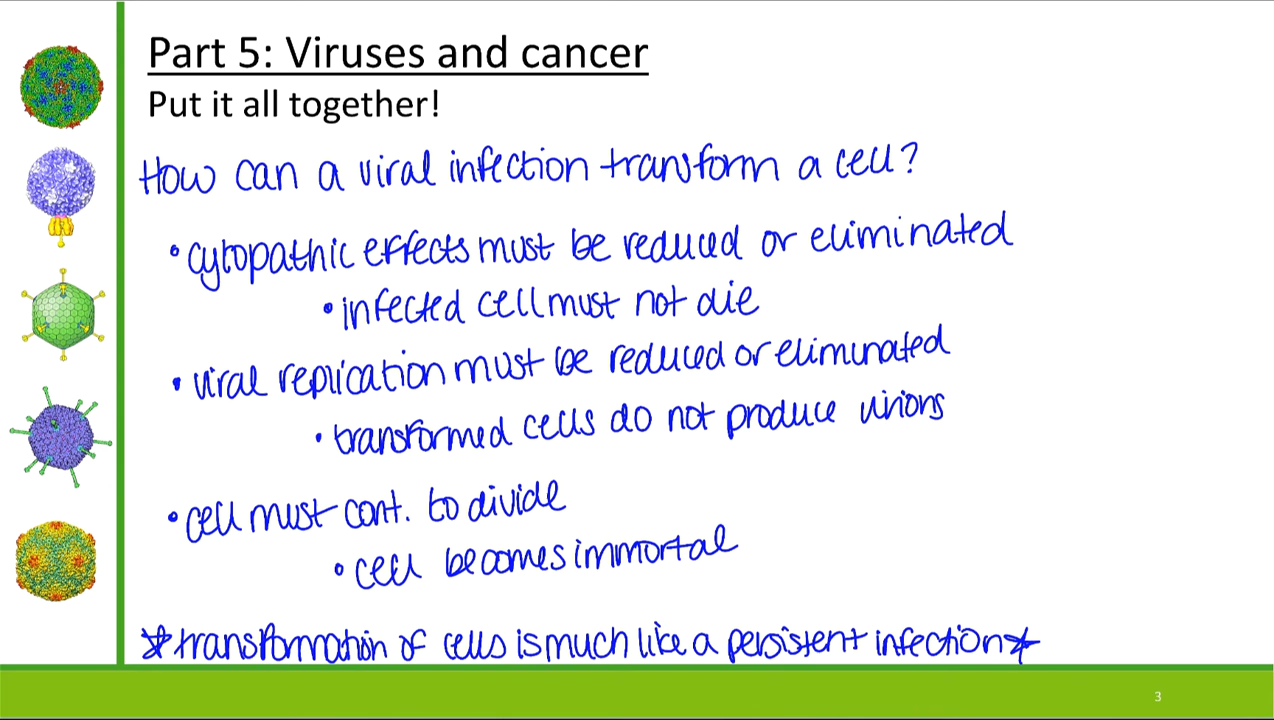 Part 5: Viruses and cancer
Put it all together!
How can a viral infection transform a cell?
• cytopathic effects must be reduced or eliminated
• infected cell must not die
• viral replication must be reduced or eliminated
• transformed cells do not produce virions
• cell must cont. to divide
• cell becomes immortal
*transformation of cells is much like a persistent infection*
3